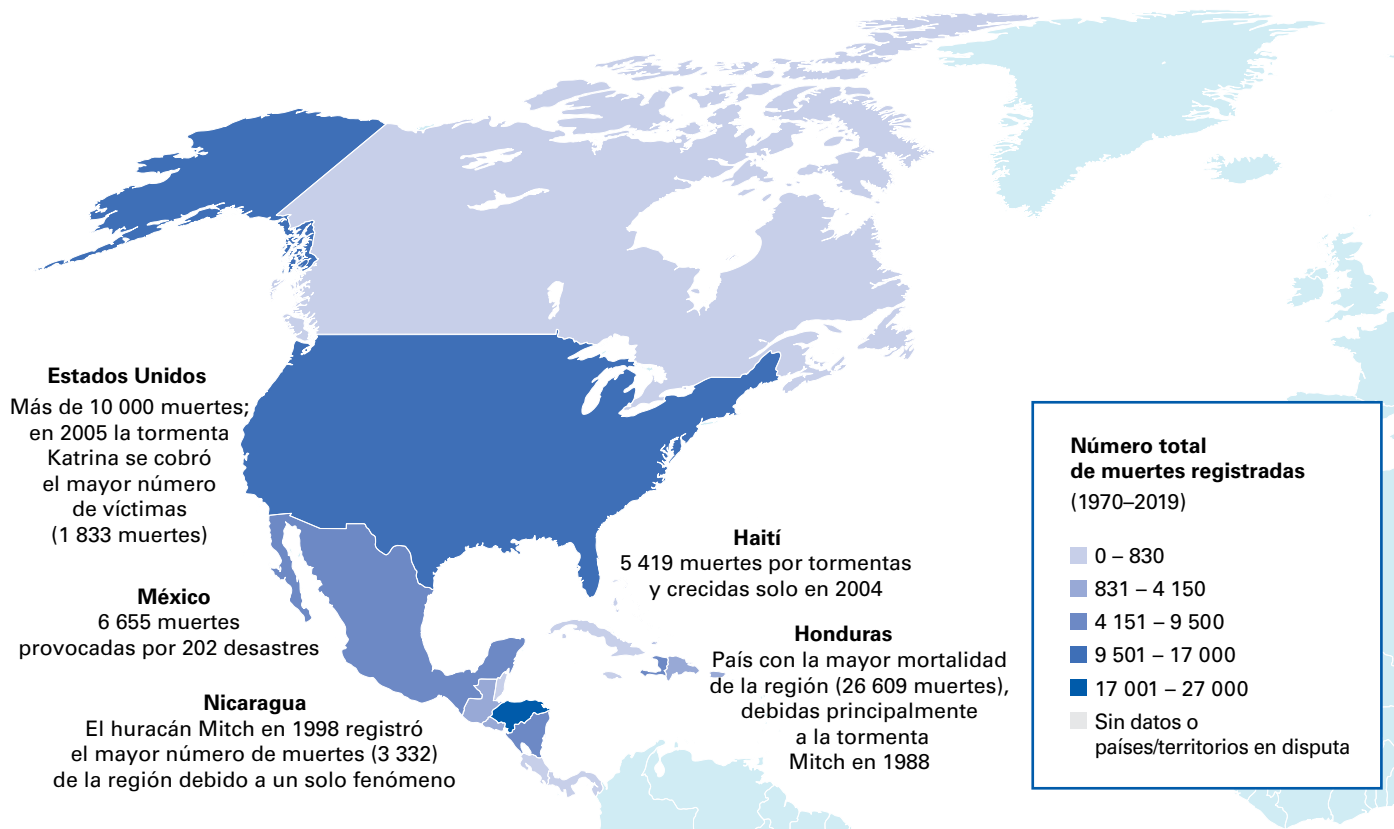 Estados Unidos
Más de 10 000 muertes;
en 2005 la tormenta
Katrina se cobró
el mayor número
de víctimas
(1 833 muertes)
México
6 655 muertes
provocadas por 202 desastres
Nicaragua
El huracán Mitch en 1998 registró
el mayor número de muertes (3 332)
de la región debido a un solo fenómeno
Haití
5 419 muertes por tormentas
y crecidas solo en 2004
Honduras
País con la mayor mortalidad
de la región (26 609 muertes),
debidas principalmente
a la tormenta
Mitch en 1988
Número total
de muertes registradas
(1970–2019)
0 – 830
831 – 4 150
4 151 – 9 500
9 501 – 17 000
17 001 – 27 000
Sin datos o
países/territorios en disputa